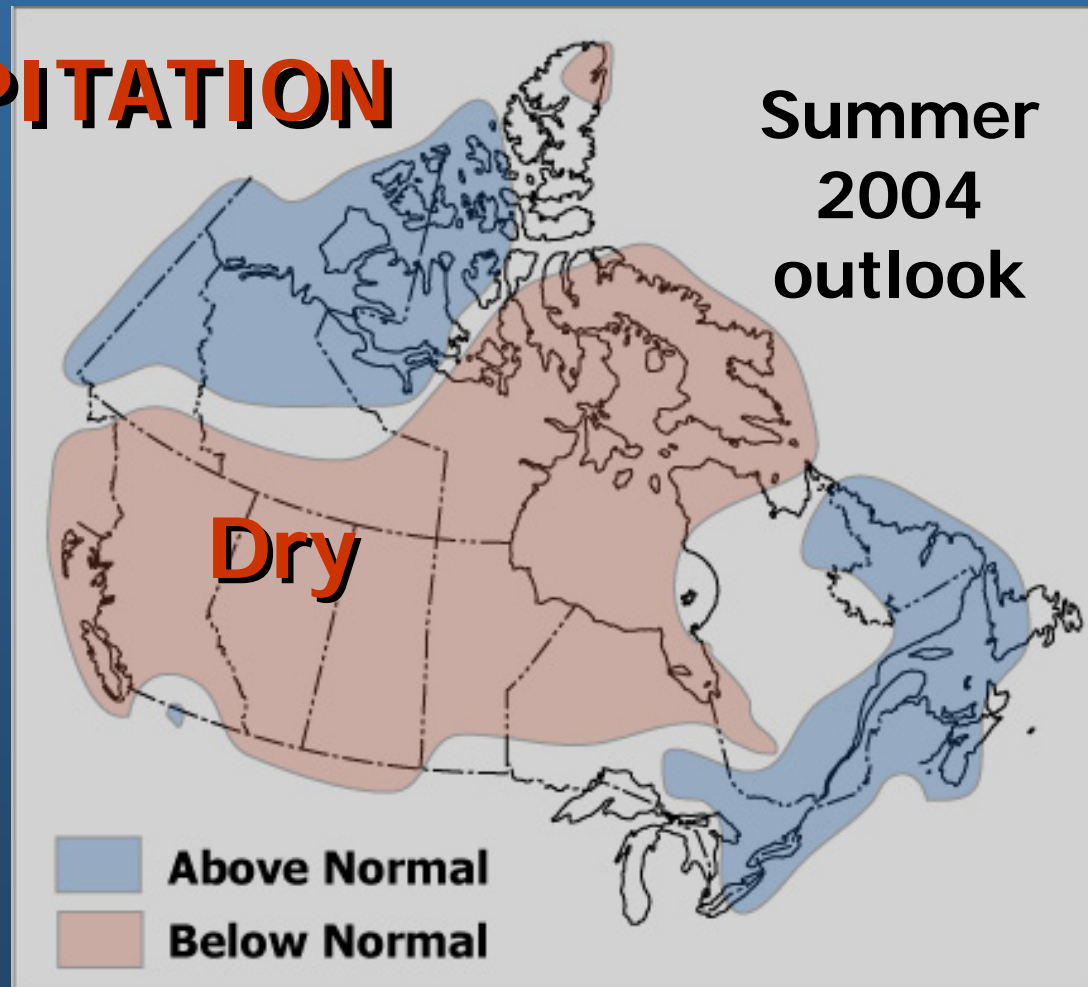 PITATION
Summer
2004
outlook
Dry
Above Normal
Below Normal